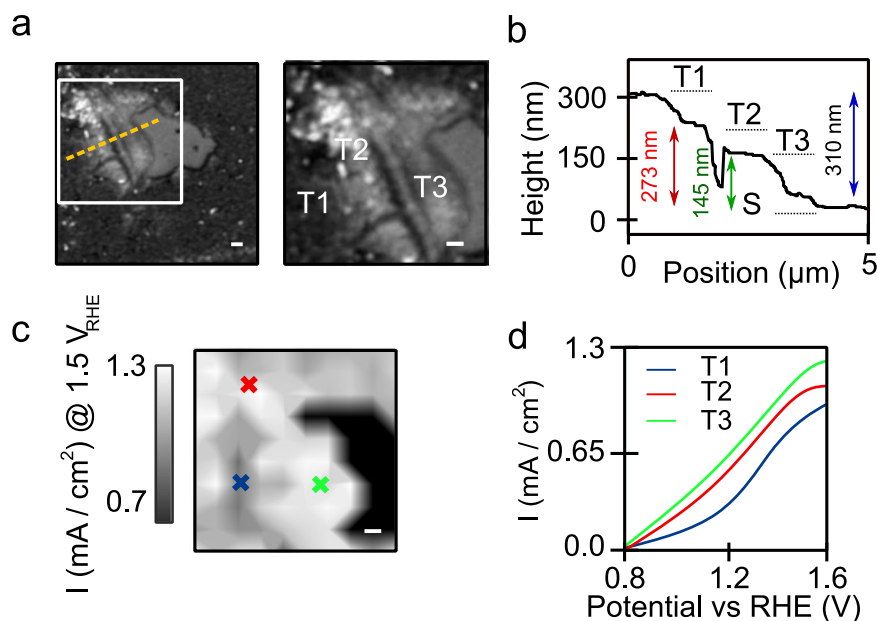 a
T1
T2
T3
b
Height (nm)
300
150
0
T1
T2
T3
S
273 nm
145 nm
310 nm
0
5
Position (µm)
c
I (mA / cm²) @ 1.5 V_RHE
1.3
0.7
d
I (mA / cm²)
1.3
0.65
0.0
T1
T2
T3
0.8
1.2
1.6
Potential vs RHE (V)